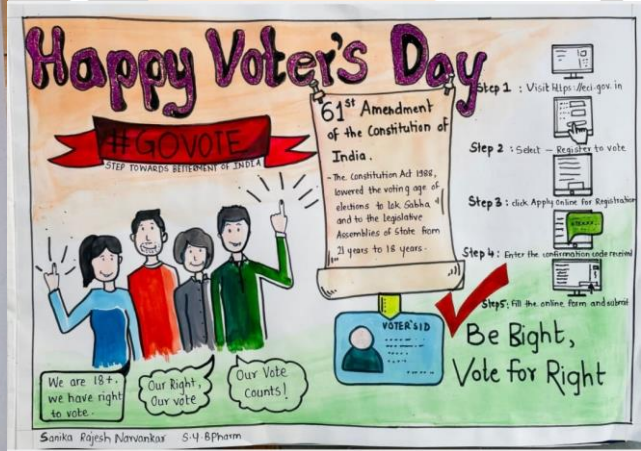 Happy Voter's Day
#GOVOTE
STEP TOWARDS BETTERMENT OF INDIA
61st Amendment
of the Constitution of
India.
- The Constitution Act 1988,
lowered the voting age of
elections to Lok Sabha
and to the Legislative
Assemblies of State from
21 years to 18 years.
Step 1 : Visit https://eci.gov.in
Step 2 : Select - Register to vote
Step 3 : click Apply online for Registration
Step 4 : Enter the confirmation code received
Step 5 : Fill the online form and submit
VOTER'S ID
Be Bight,
Vote for Right
We are 18+,
we have right
to vote.
Our Right,
Our vote
Our Vote
Counts!
Sanika Rajesh Narvankar S.Y. BPharm